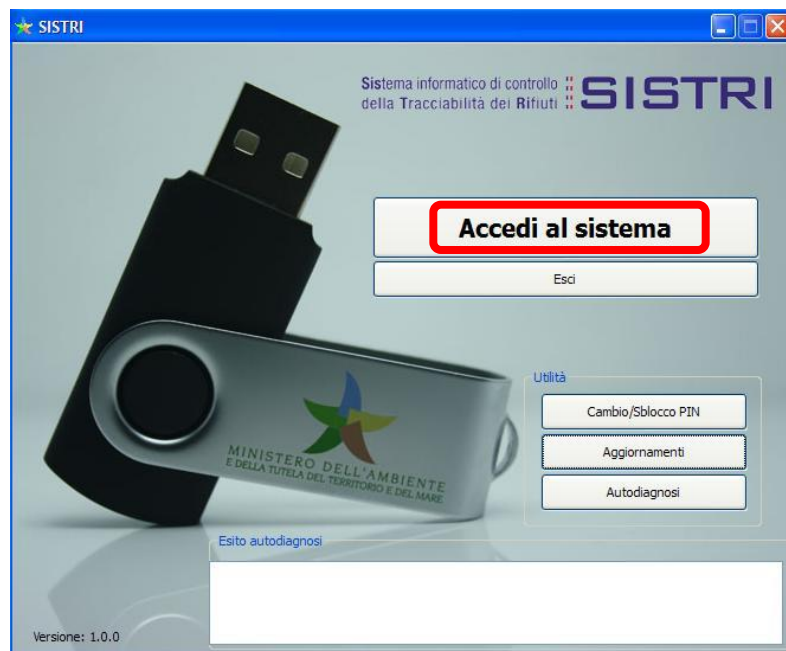 SISTRI
Sistema informatico di controllo
della Tracciabilità dei Rifiuti
SISTRI
Accedi al sistema
Esci
Utilità
Cambio/Sblocco PIN
Aggiornamenti
Autodiagnosi
MINISTERO DELL'AMBIENTE
E DELLA TUTELA DEL TERRITORIO E DEL MARE
Esito autodiagnosi
Versione: 1.0.0